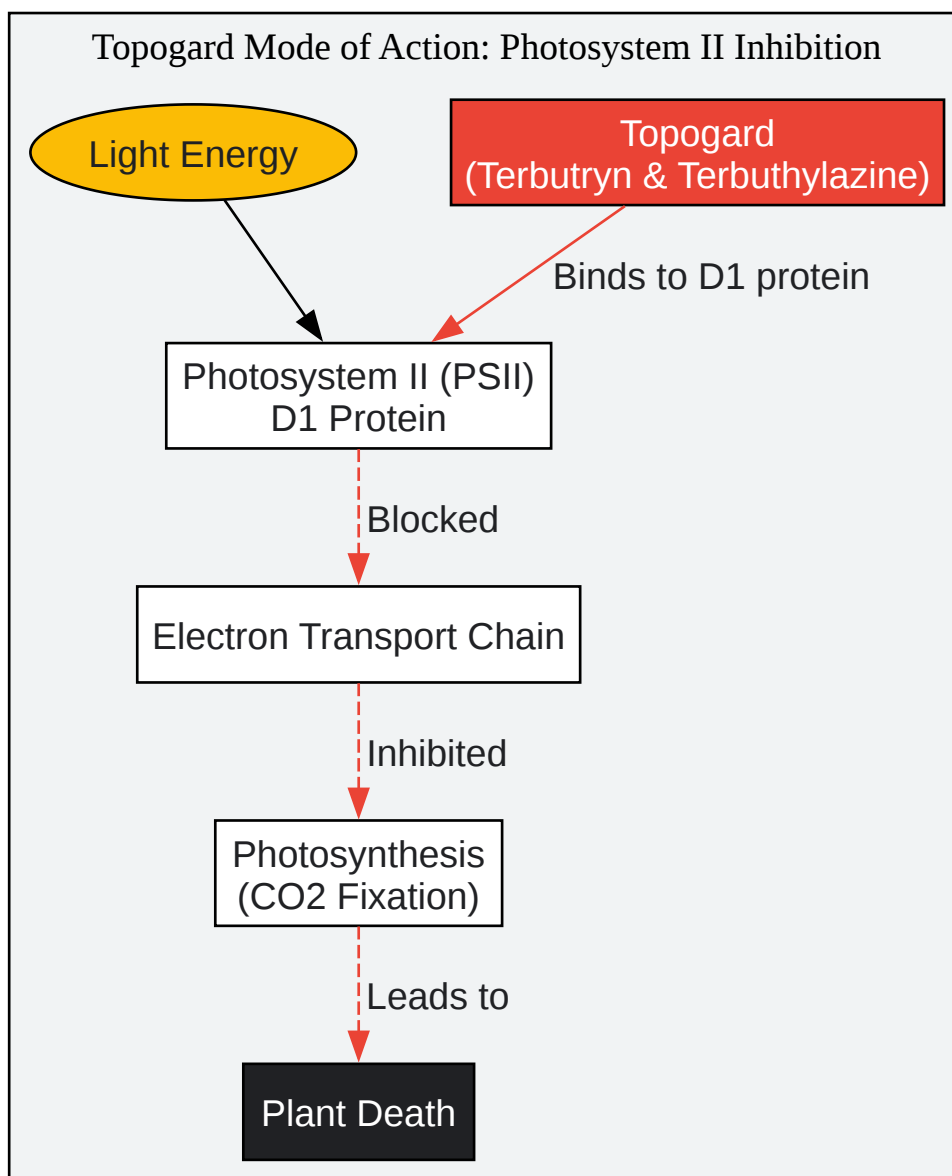 Topogard Mode of Action: Photosystem II Inhibition
Light Energy
Topogard
(Terbutryn & Terbuthylazine)
Binds to D1 protein
Photosystem II (PSII)
D1 Protein
Blocked
Electron Transport Chain
Inhibited
Photosynthesis
(CO2 Fixation)
Leads to
Plant Death